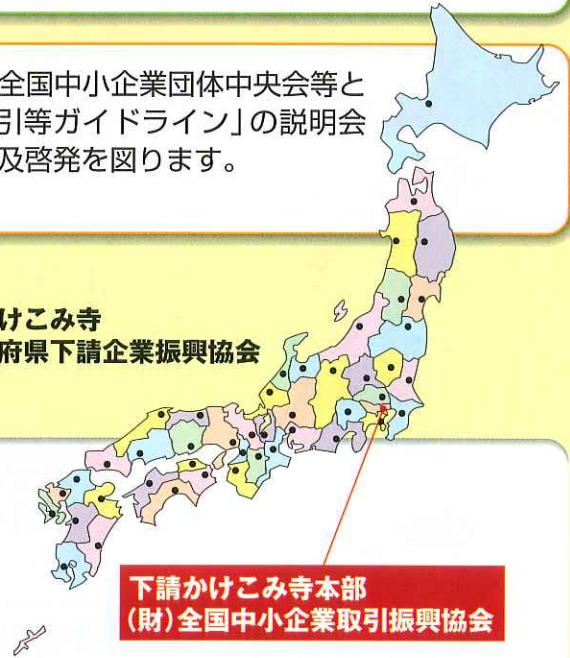 全国中小企業団体中央会等と
引等ガイドライン」の説明会
及啓発を図ります。
けこみ寺
府県下請企業振興協会
下請かけこみ寺本部
(財)全国中小企業取引振興協会